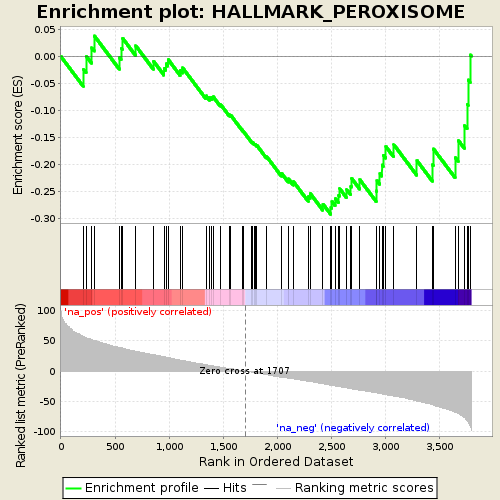 Enrichment plot: HALLMARK_PEROXISOME
Enrichment score (ES)
0.05
0.00
-0.05
-0.10
-0.15
-0.20
-0.25
-0.30
'na_pos' (positively correlated)
Ranked list metric (PreRanked)
100
50
0
-50
-100
Zero cross at 1707
'na_neg' (negatively correlated)
0 500 1,000 1,500 2,000 2,500 3,000 3,500
Rank in Ordered Dataset
Enrichment profile Hits Ranking metric scores